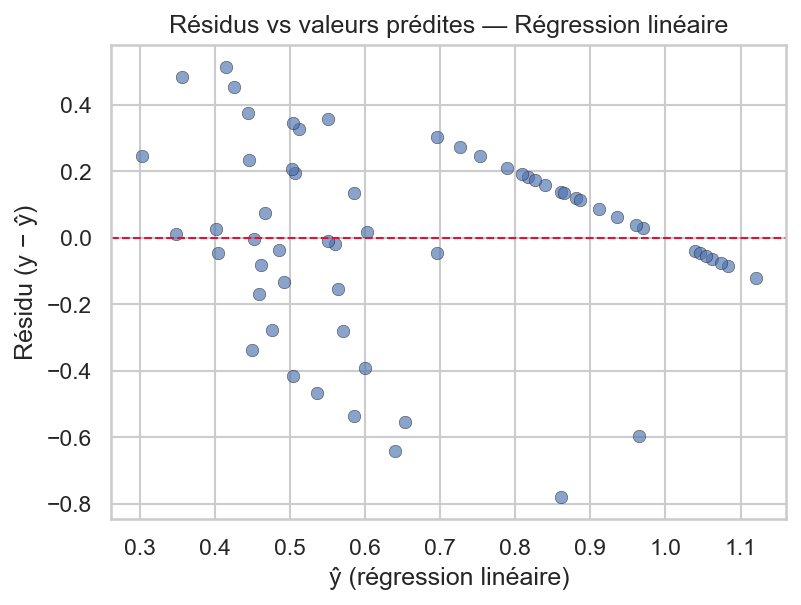 Résidus vs valeurs prédites — Régression linéaire
Résidu (y − ŷ)
0.4
0.2
0.0
−0.2
−0.4
−0.6
−0.8
0.3 0.4 0.5 0.6 0.7 0.8 0.9 1.0 1.1
ŷ (régression linéaire)